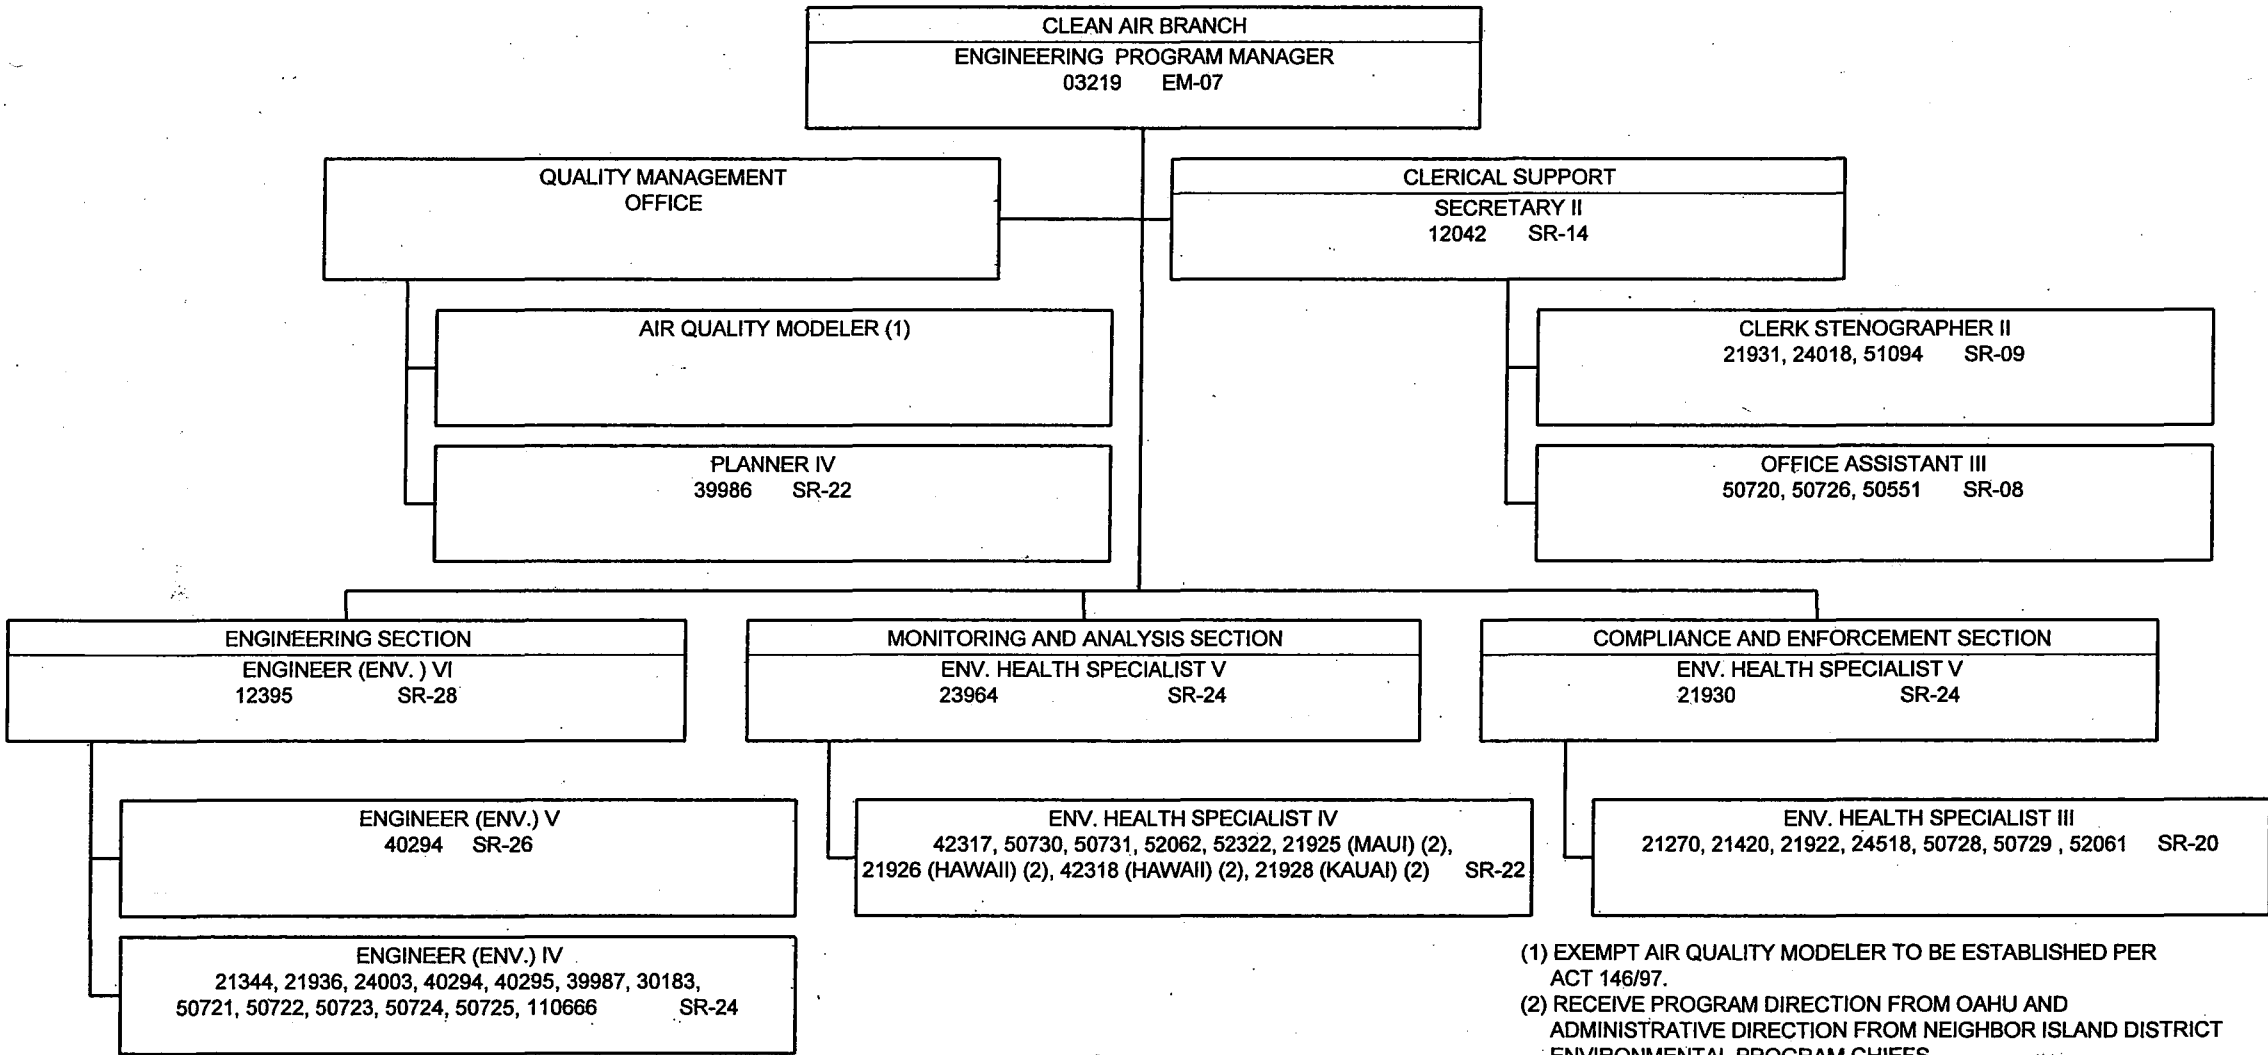 CLEAN AIR BRANCH
ENGINEERING PROGRAM MANAGER
03219 EM-07
QUALITY MANAGEMENT
OFFICE
CLERICAL SUPPORT
SECRETARY II
12042 SR-14
AIR QUALITY MODELER (1)
PLANNER IV
39986 SR-22
CLERK STENOGRAPHER II
21931, 24018, 51094 SR-09
OFFICE ASSISTANT III
50720, 50726, 50551 SR-08
ENGINEERING SECTION
ENGINEER (ENV. ) VI
12395 SR-28
MONITORING AND ANALYSIS SECTION
ENV. HEALTH SPECIALIST V
23964 SR-24
COMPLIANCE AND ENFORCEMENT SECTION
ENV. HEALTH SPECIALIST V
21930 SR-24
ENGINEER (ENV.) V
40294 SR-26
ENGINEER (ENV.) IV
21344, 21936, 24003, 40294, 40295, 39987, 30183,
50721, 50722, 50723, 50724, 50725, 110666 SR-24
ENV. HEALTH SPECIALIST IV
42317, 50730, 50731, 52062, 52322, 21925 (MAUI) (2),
21926 (HAWAII) (2), 42318 (HAWAII) (2), 21928 (KAUAI) (2) SR-22
ENV. HEALTH SPECIALIST III
21270, 21420, 21922, 24518, 50728, 50729 , 52061 SR-20
(1) EXEMPT AIR QUALITY MODELER TO BE ESTABLISHED PER
ACT 146/97.
(2) RECEIVE PROGRAM DIRECTION FROM OAHU AND
ADMINISTRATIVE DIRECTION FROM NEIGHBOR ISLAND DISTRICT
ENVIRONMENTAL PROGRAM CHIEFS